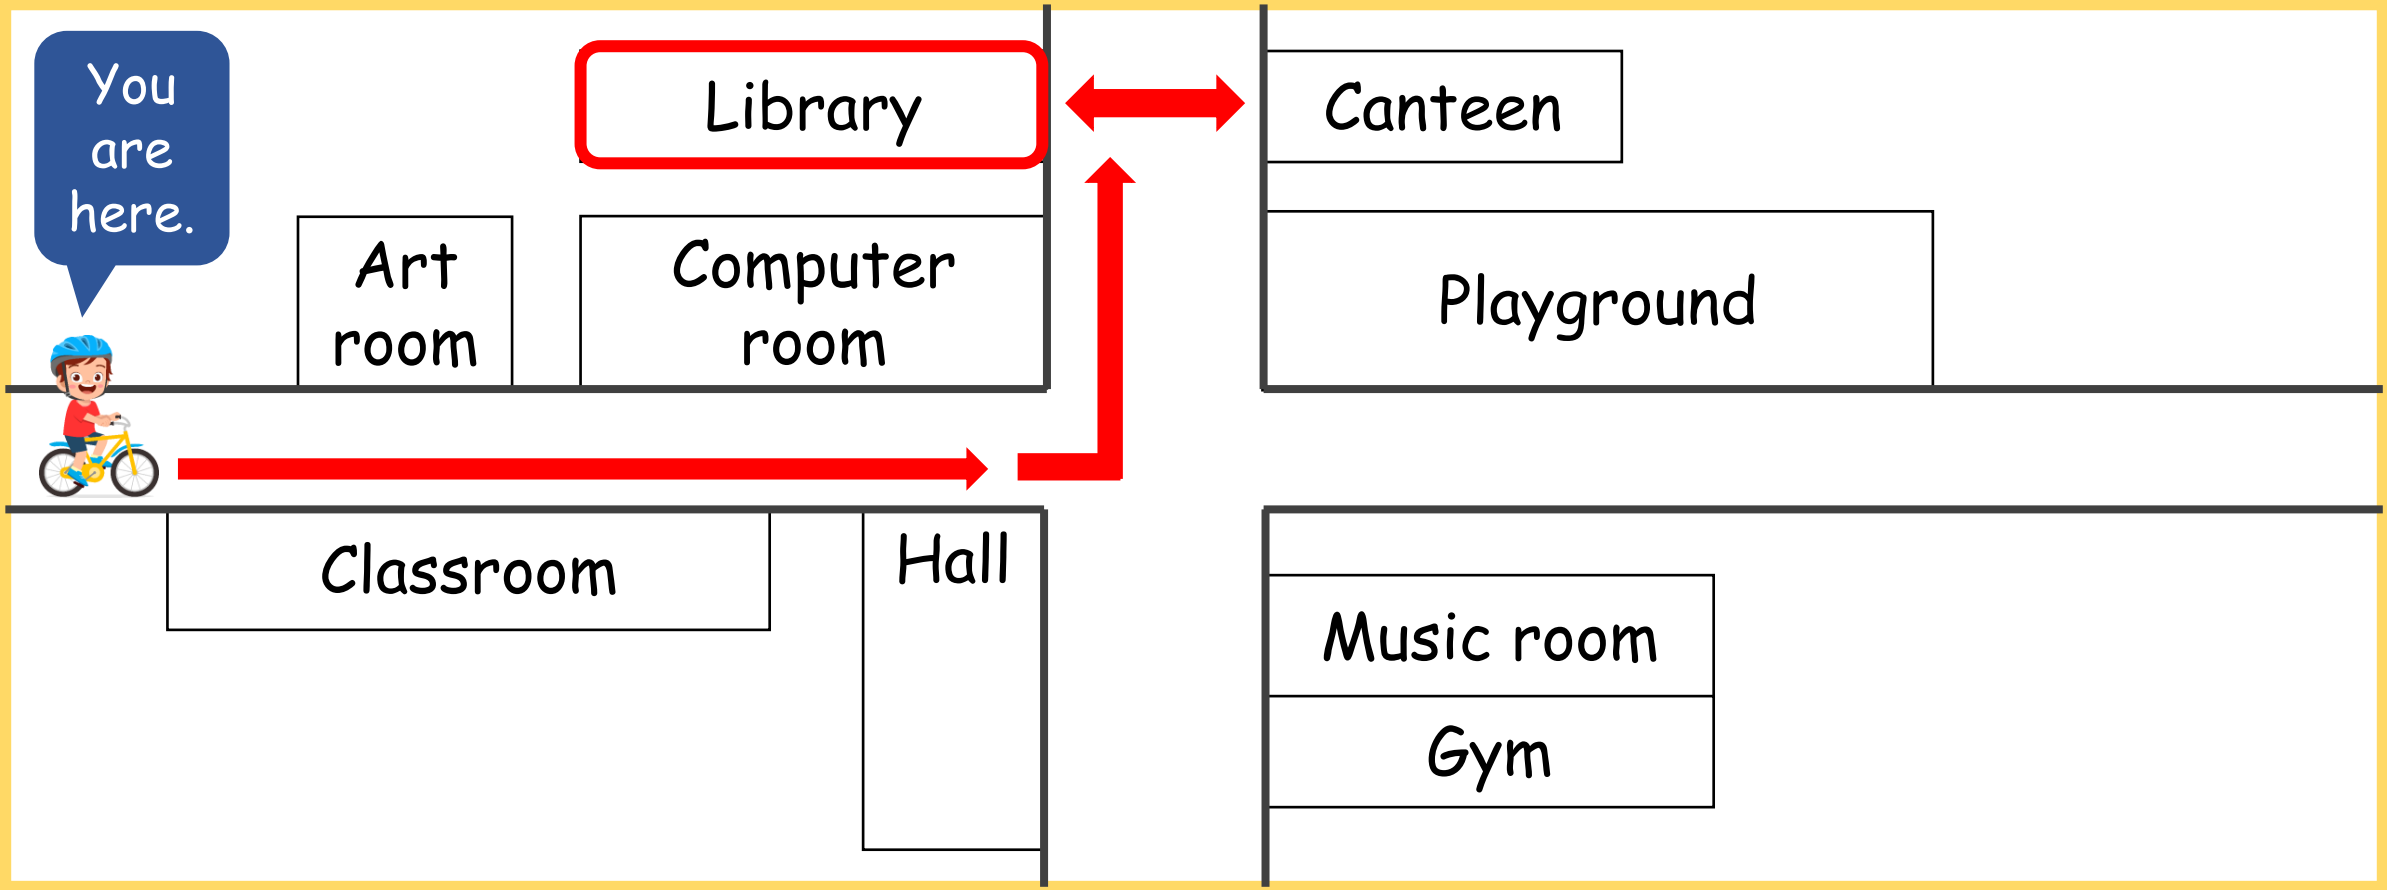 You
are
here.
Library
Canteen
Art
room
Computer
room
Playground
Classroom
Hall
Music room
Gym